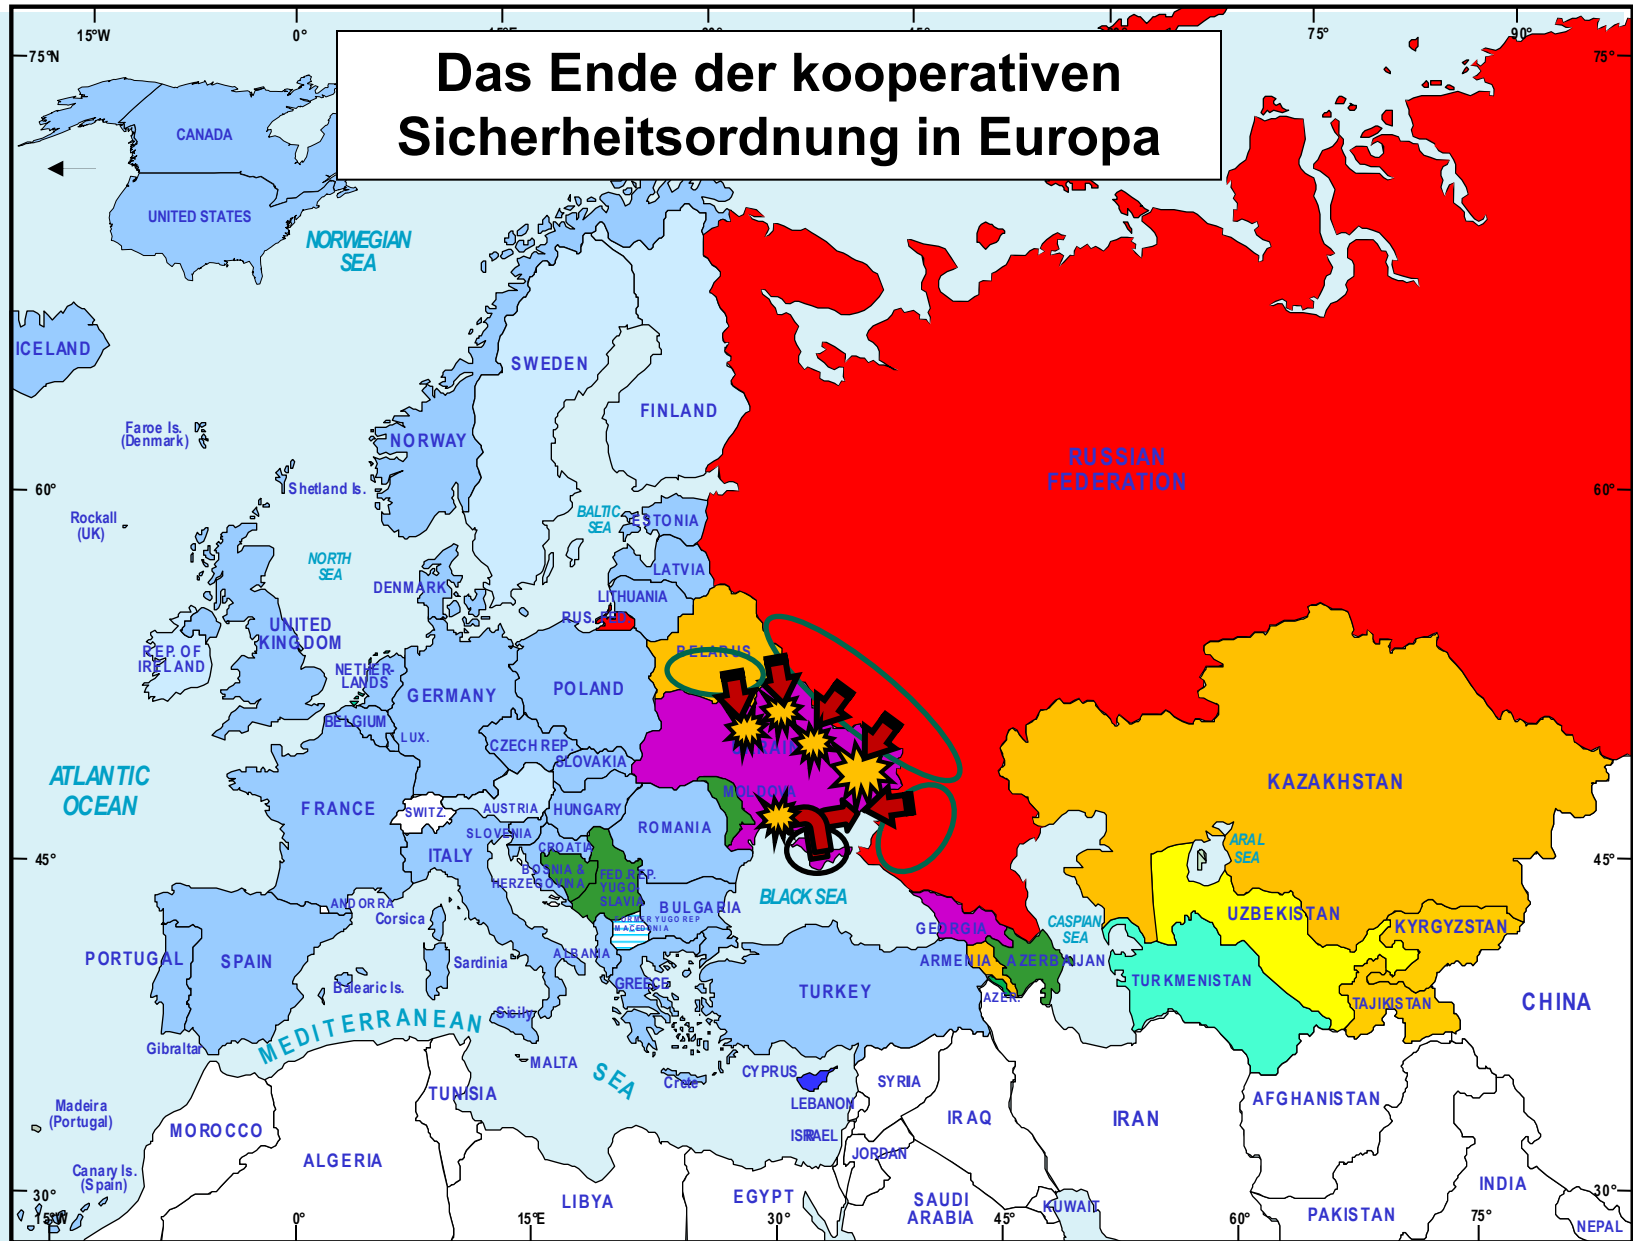 15°W
0°
75°
90°
75°N
75°
Das Ende der kooperativen
Sicherheitsordnung in Europa
CANADA
UNITED STATES
NORWEGIAN
SEA
ICELAND
SWEDEN
FINLAND
Faroe Is.
(Denmark)
NORWAY
RUSSIAN
FEDERATION
60°
Shetland Is.
60°
Rockall
(UK)
BALTIC
SEA
ESTONIA
NORTH
SEA
LATVIA
DENMARK
LITHUANIA
RUS. FED.
UNITED
KINGDOM
REP. OF
IRELAND
BELARUS
NETHER-
LANDS
GERMANY
POLAND
BELGIUM
LUX.
CZECH REP.
SLOVAKIA
ATLANTIC
OCEAN
KAZAKHSTAN
MOLDOVA
FRANCE
SWITZ.
AUSTRIA
HUNGARY
ROMANIA
SLOVENIA
CROATIA
ITALY
45°
ARAL
SEA
45°
BOSNIA &
HERZEGOVINA
FED.REP.
YUGO-
SLAVIA
BLACK SEA
ANDORRA
Corsica
BULGARIA
FORMER YUGO REP
MACEDONIA
CASPIAN
SEA
UZBEKISTAN
KYRGYZSTAN
GEORGIA
PORTUGAL
SPAIN
Sardinia
ALBANIA
ARMENIA
AZERBAIJAN
Balearic Is.
GREECE
TURKEY
AZER.
TURKMENISTAN
TAJIKISTAN
CHINA
Sicily
MEDITERRANEAN
SEA
Gibraltar
MALTA
Crete
CYPRUS
SYRIA
TUNISIA
LEBANON
AFGHANISTAN
Madeira
(Portugal)
MOROCCO
IRAQ
IRAN
ISRAEL
ALGERIA
JORDAN
Canary Is.
(Spain)
LIBYA
EGYPT
SAUDI
ARABIA
KUWAIT
INDIA
30°
30°
PAKISTAN
NEPAL
15°W
0°
15°E
30°
45°
60°
75°